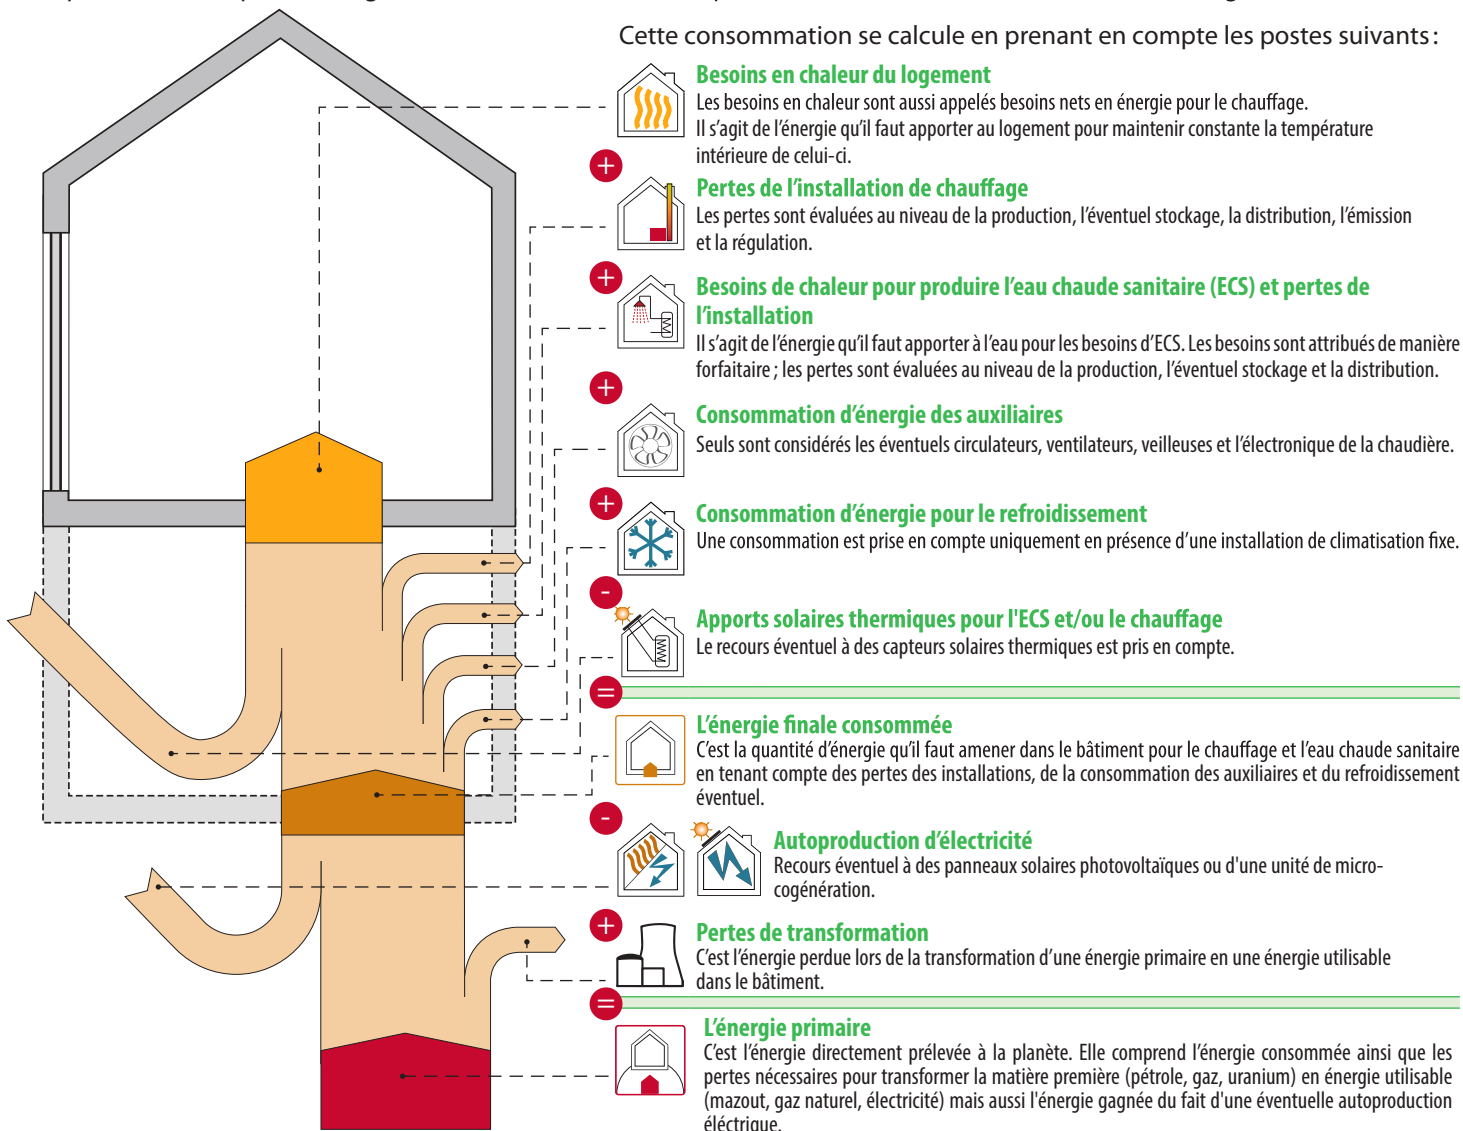 Cette consommation se calcule en prenant en compte les postes suivants :
Besoins en chaleur du logement
Les besoins en chaleur sont aussi appelés besoins nets en énergie pour le chauffage.
Il s’agit de l’énergie qu’il faut apporter au logement pour maintenir constante la température
intérieure de celui-ci.
+
Pertes de l’installation de chauffage
Les pertes sont évaluées au niveau de la production, l’éventuel stockage, la distribution, l’émission
et la régulation.
+
Besoins de chaleur pour produire l’eau chaude sanitaire (ECS) et pertes de
l’installation
Il s’agit de l’énergie qu’il faut apporter à l’eau pour les besoins d’ECS. Les besoins sont attribués de manière
forfaitaire ; les pertes sont évaluées au niveau de la production, l’éventuel stockage et la distribution.
+
Consommation d’énergie des auxiliaires
Seuls sont considérés les éventuels circulateurs, ventilateurs, veilleuses et l’électronique de la chaudière.
+
Consommation d’énergie pour le refroidissement
Une consommation est prise en compte uniquement en présence d’une installation de climatisation fixe.
-
Apports solaires thermiques pour l'ECS et/ou le chauffage
Le recours éventuel à des capteurs solaires thermiques est pris en compte.
=
L’énergie finale consommée
C’est la quantité d’énergie qu’il faut amener dans le bâtiment pour le chauffage et l’eau chaude sanitaire
en tenant compte des pertes des installations, de la consommation des auxiliaires et du refroidissement
éventuel.
-
Autoproduction d’électricité
Recours éventuel à des panneaux solaires photovoltaïques ou d'une unité de micro-
cogénération.
+
Pertes de transformation
C’est l’énergie perdue lors de la transformation d’une énergie primaire en une énergie utilisable
dans le bâtiment.
=
L’énergie primaire
C’est l’énergie directement prélevée à la planète. Elle comprend l’énergie consommée ainsi que les
pertes nécessaires pour transformer la matière première (pétrole, gaz, uranium) en énergie utilisable
(mazout, gaz naturel, électricité) mais aussi l'énergie gagnée du fait d'une éventuelle autoproduction
éléctrique.